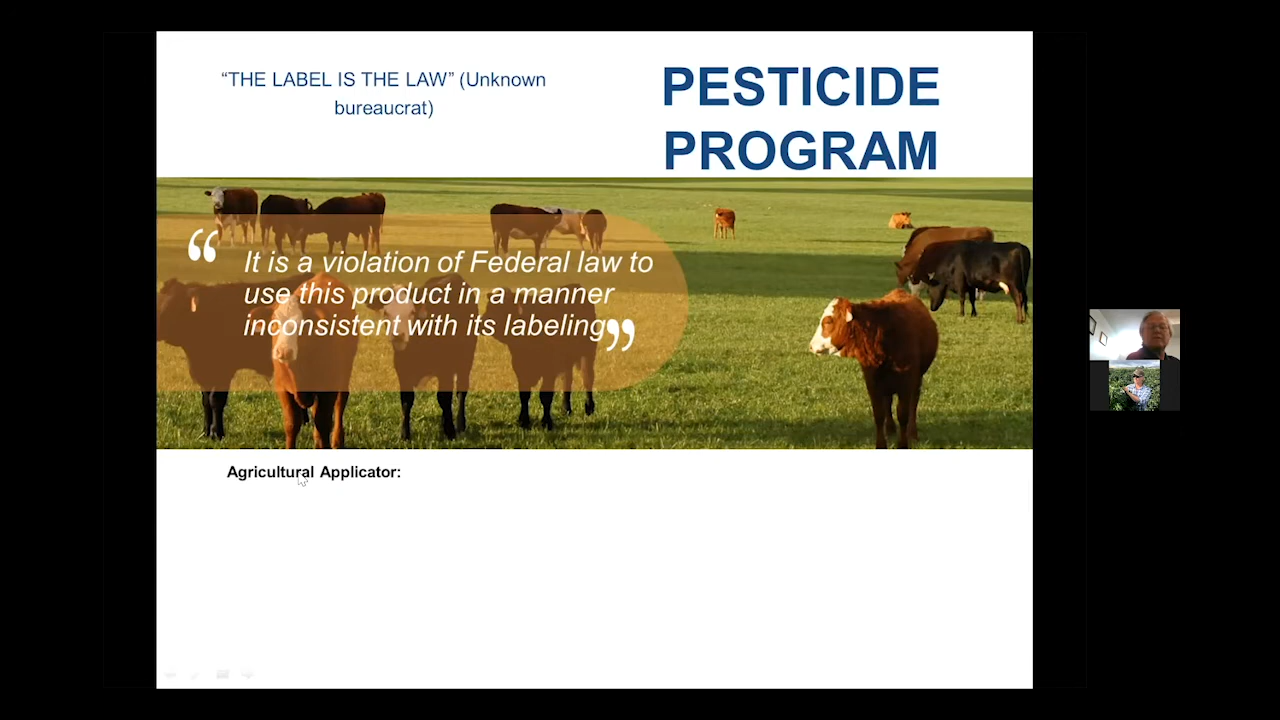 “THE LABEL IS THE LAW” (Unknown
bureaucrat)
PESTICIDE
PROGRAM
“
It is a violation of Federal law to
use this product in a manner
inconsistent with its labeling
”
Agricultural Applicator: